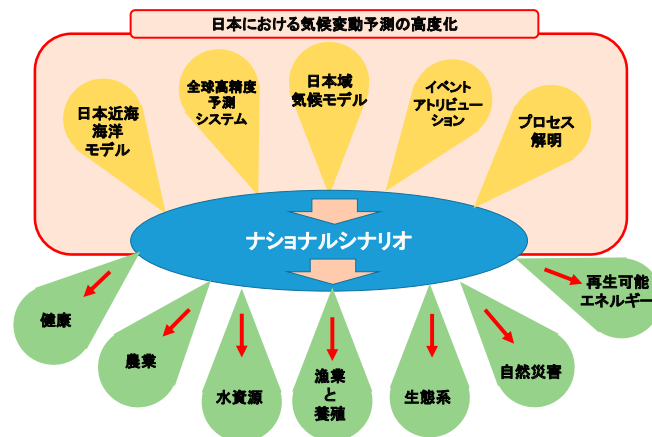 日本における気候変動予測の高度化
日本近海
海洋
モデル
全球高精度
予測
システム
日本域
気候モデル
イベント
アトリビュー
ション
プロセス
解明
ナショナルシナリオ
健康
農業
水資源
漁業
と
養殖
生態系
自然災害
再生可能
エネルギー